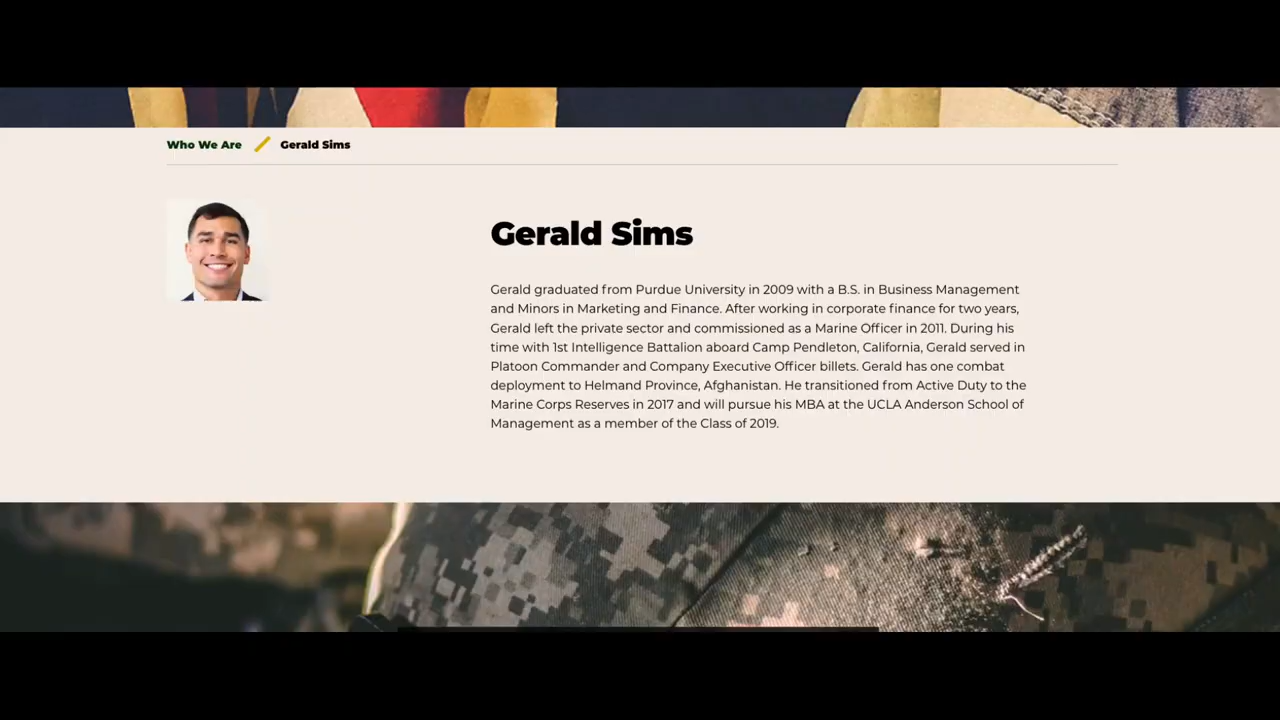 Who We Are Gerald Sims
Gerald Sims
Gerald graduated from Purdue University in 2009 with a B.S. in Business Management
and Minors in Marketing and Finance. After working in corporate finance for two years,
Gerald left the private sector and commissioned as a Marine Officer in 2011. During his
time with 1st Intelligence Battalion aboard Camp Pendleton, California, Gerald served in
Platoon Commander and Company Executive Officer billets. Gerald has one combat
deployment to Helmand Province, Afghanistan. He transitioned from Active Duty to the
Marine Corps Reserves in 2017 and will pursue his MBA at the UCLA Anderson School of
Management as a member of the Class of 2019.